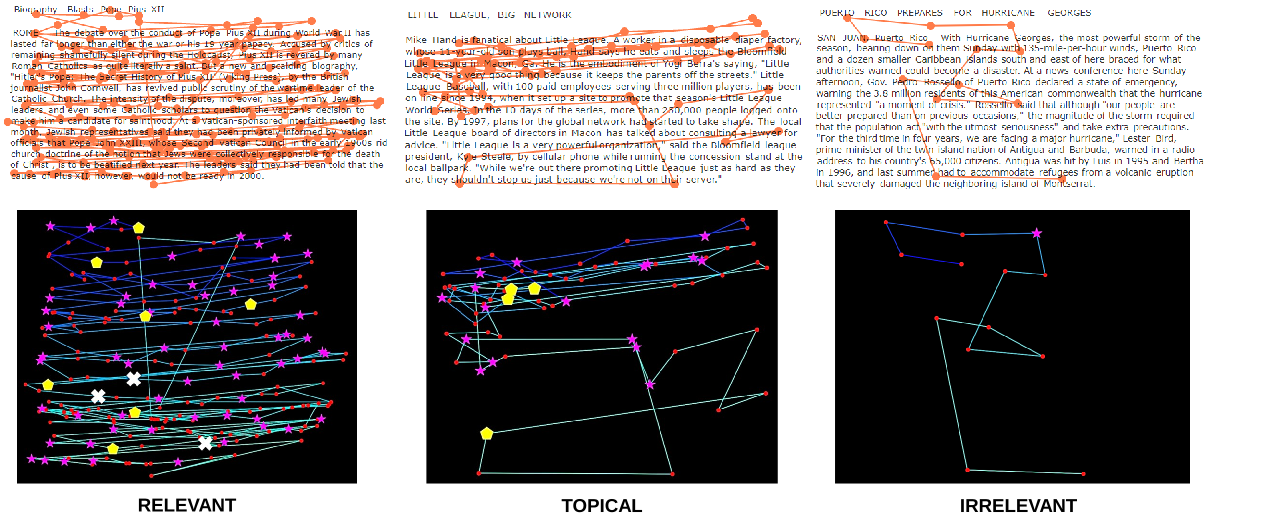 Biography Blasts Pope Pius XII
ROME - The debate over the conduct of Pope Pius XII during World War II has
lasted far longer than either the war or his 19-year papacy. Accused by critics of
remaining shamefully silent during the Holocaust, Pius XII is revered by many
Roman Catholics as quite literally a saint. But a new and scalding biography,
"Hitler's Pope: The Secret History of Pius XII" (Viking Press), by the British
journalist John Cornwell, has revived public scrutiny of the wartime leader of the
Catholic Church. The intensity of the dispute, moreover, has led many Jewish
leaders, and even some Catholic scholars to question the Vatican's decision to
make him a candidate for sainthood. At a Vatican-sponsored interfaith meeting last
month, Jewish representatives said they had been privately informed by Vatican
officials that Pope John XXIII, whose Second Vatican Council in the early 1960s rid
church doctrine of the notion that Jews were collectively responsible for the death
of Christ, is to be beatified next year. The leaders said they had been told that the
cause of Pius XII, however, would not be ready in 2000.
LITTLE LEAGUE, BIG NETWORK
Mike Hand is fanatical about Little League. A worker in a disposable diaper factory,
whose 11-year-old son plays ball, Hand says he eats and sleeps the Bloomfield
Little League in Macon, Ga. He is the embodiment of Yogi Berra's saying, "Little
League is a very good thing because it keeps the parents off the streets." Little
League Baseball, with 100 paid employees serving three million players, has been
on line since 1994, when it set up a site to promote that season's Little League
World Series. In the 10 days of the series, more than 250,000 people logged onto
the site. By 1997, plans for the global network had started to take shape. The local
Little League board of directors in Macon has talked about consulting a lawyer for
advice. "Little League is a very powerful organization," said the Bloomfield league
president, Kyle Steele, by cellular phone while running the concession stand at the
local ballpark. "While we're out there promoting Little League just as hard as they
are, they shouldn't stop us just because we're not on their server."
PUERTO RICO PREPARES FOR HURRICANE GEORGES
SAN JUAN, Puerto Rico With Hurricane Georges, the most powerful storm of the
season, bearing down on them Sunday with 135-mile-per-hour winds, Puerto Rico
and a dozen smaller Caribbean islands south and east of here braced for what
authorities warned could become a disaster. At a news conference here Sunday
afternoon, Gov. Pedro Rossello of Puerto Rico declared a state of emergency,
warning the 3.8 million residents of this American commonwealth that the hurricane
represented "a moment of crisis." Rossello said that although "our people are
better prepared than on previous occasions," the magnitude of the storm required
that the population act "with the utmost seriousness" and take extra precautions.
"For the third time in four years, we are facing a major hurricane," Lester Bird,
prime minister of the twin island nation of Antigua and Barbuda, warned in a radio
address to his country's 65,000 citizens. Antigua was hit by Luis in 1995 and Bertha
in 1996, and last summer had to accommodate refugees from a volcanic eruption
that severely damaged the neighboring island of Montserrat.
RELEVANT
TOPICAL
IRRELEVANT